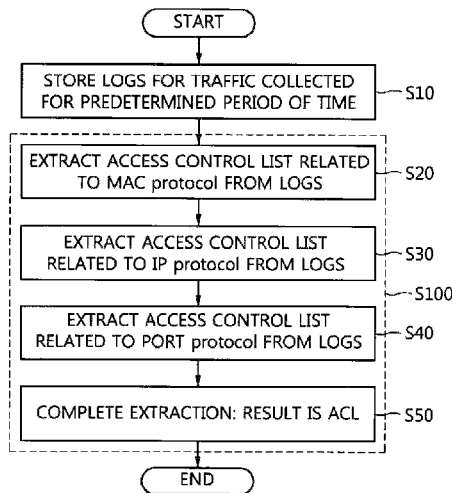 START
STORE LOGS FOR TRAFFIC COLLECTED
FOR PREDETERMINED PERIOD OF TIME
S10
EXTRACT ACCESS CONTROL LIST RELATED
TO MAC protocol FROM LOGS
S20
EXTRACT ACCESS CONTROL LIST
RELATED TO IP protocol FROM LOGS
S30
S100
EXTRACT ACCESS CONTROL LIST
RELATED TO PORT protocol FROM LOGS
S40
COMPLETE EXTRACTION: RESULT IS ACL
S50
END